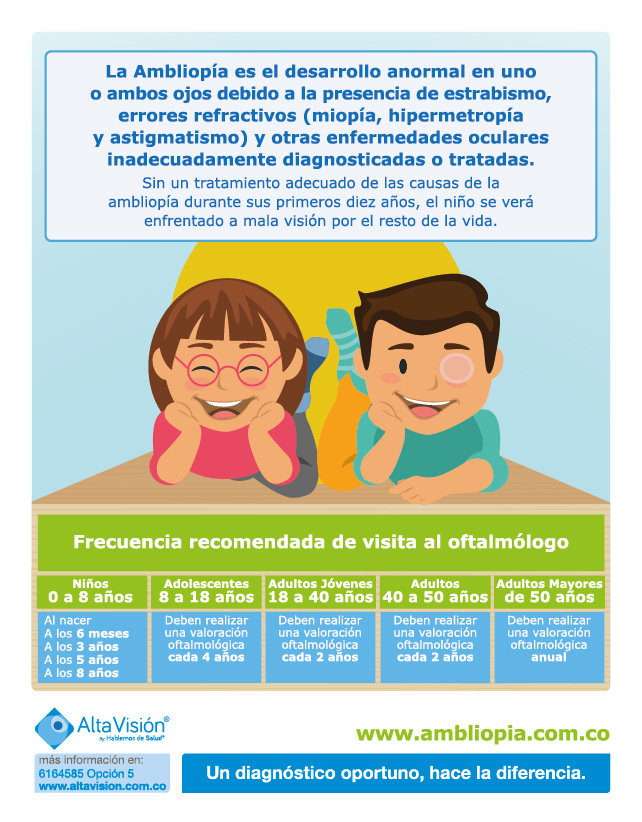 La Ambliopía es el desarrollo anormal en uno
o ambos ojos debido a la presencia de estrabismo,
errores refractivos (miopía, hipermetropía
y astigmatismo) y otras enfermedades oculares
inadecuadamente diagnosticadas o tratadas.
Sin un tratamiento adecuado de las causas de la
ambliopía durante sus primeros diez años, el niño se verá
enfrentado a mala visión por el resto de la vida.
Frecuencia recomendada de visita al oftalmólogo
Niños
0 a 8 años
Al nacer
A los 6 meses
A los 3 años
A los 5 años
A los 8 años
Adolescentes
8 a 18 años
Deben realizar
una valoración
oftalmológica
cada 4 años
Adultos Jóvenes
18 a 40 años
Deben realizar
una valoración
oftalmológica
cada 2 años
Adultos
40 a 50 años
Deben realizar
una valoración
oftalmológica
cada 2 años
Adultos Mayores
de 50 años
Deben realizar
una valoración
oftalmológica
anual
AltaVisión®
By Hablemos de Salud®
más información en:
6164585 Opción 5
www.altavision.com.co
www.ambliopia.com.co
Un diagnóstico oportuno, hace la diferencia.